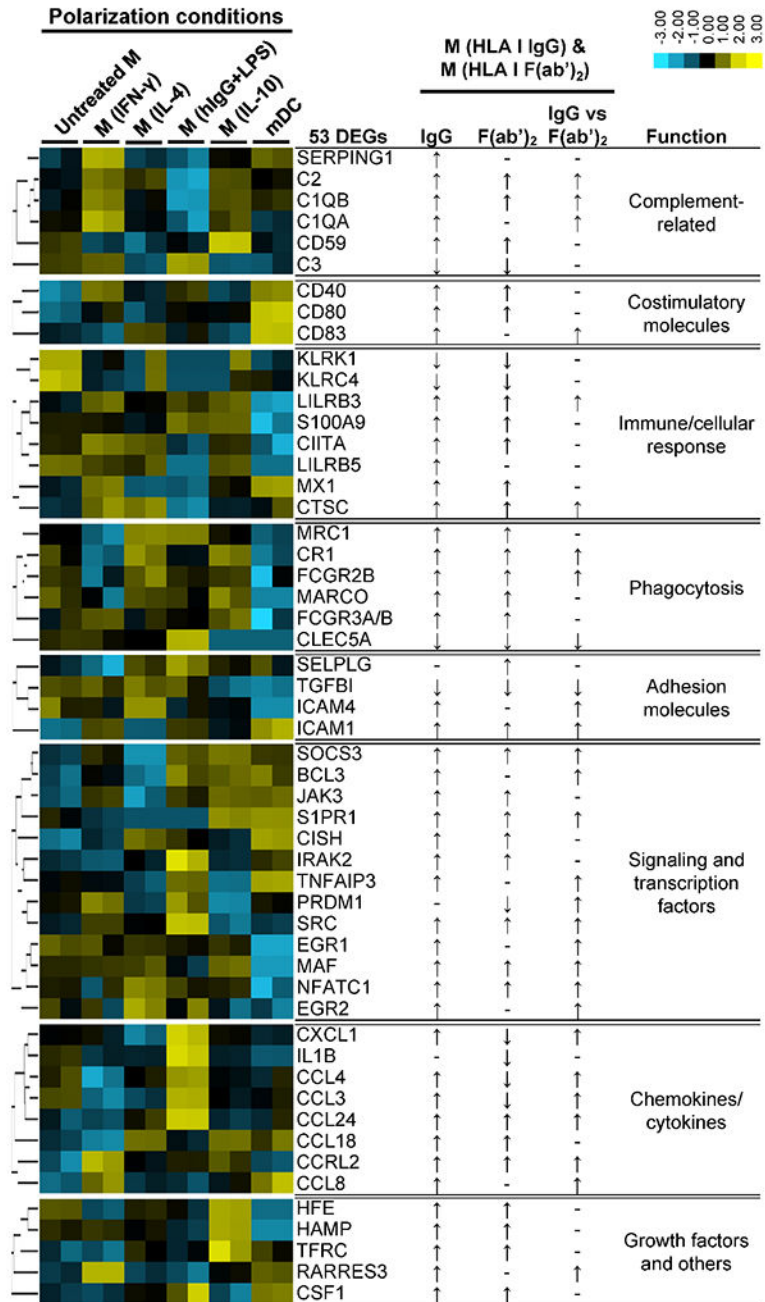 Polarization conditions
Untreated M
M (IFN-γ)
M (IL-4)
M (hIgG+LPS)
M (IL-10)
mDC
-3.00
-2.00
-1.00
0.00
1.00
2.00
3.00
M (HLA I IgG) &
M (HLA I F(ab')₂)
53 DEGs IgG F(ab')₂ IgG vs F(ab')₂ Function
SERPING1 ↑ - -
C2 ↑ ↑ ↑
C1QB ↑ ↑ ↑
C1QA ↑ - ↑
CD59 ↑ ↑ -
C3 ↓ ↓ -
Complement-
related
CD40 ↑ ↑ -
CD80 ↑ ↑ -
CD83 ↑ - ↑
Costimulatory
molecules
KLRK1 ↓ ↓ -
KLRC4 ↓ ↓ -
LILRB3 ↑ ↑ ↑
S100A9 ↑ ↑ -
CIITA ↑ ↑ -
LILRB5 ↑ - -
MX1 ↑ ↑ -
CTSC ↑ ↑ ↑
Immune/cellular
response
MRC1 ↑ ↑ -
CR1 ↑ ↑ ↑
FCGR2B ↑ ↑ ↑
MARCO ↑ ↑ -
FCGR3A/B ↑ ↑ -
CLEC5A ↓ ↓ ↓
Phagocytosis
SELPLG - ↑ -
TGFBI ↓ ↓ ↓
ICAM4 ↑ - ↑
ICAM1 ↑ ↑ ↑
Adhesion
molecules
SOCS3 ↑ ↑ ↑
BCL3 ↑ - ↑
JAK3 ↑ ↑ -
S1PR1 ↑ ↑ ↑
CISH ↑ ↑ -
IRAK2 ↑ ↑ -
TNFAIP3 ↑ - ↑
PRDM1 - ↓ ↑
SRC ↑ ↑ ↑
EGR1 ↑ - ↑
MAF ↑ ↑ ↑
NFATC1 ↑ ↑ ↑
EGR2 ↑ - ↑
Signaling and
transcription
factors
CXCL1 ↑ ↓ ↑
IL1B - ↓ -
CCL4 ↑ ↓ ↑
CCL3 ↑ ↓ ↑
CCL24 ↑ ↑ ↑
CCL18 ↑ ↑ -
CCRL2 ↑ ↑ ↑
CCL8 ↑ - ↑
Chemokines/
cytokines
HFE ↑ ↑ -
HAMP ↑ ↑ -
TFRC ↑ ↑ -
RARRES3 ↑ - ↑
CSF1 ↑ ↑ -
Growth factors
and others